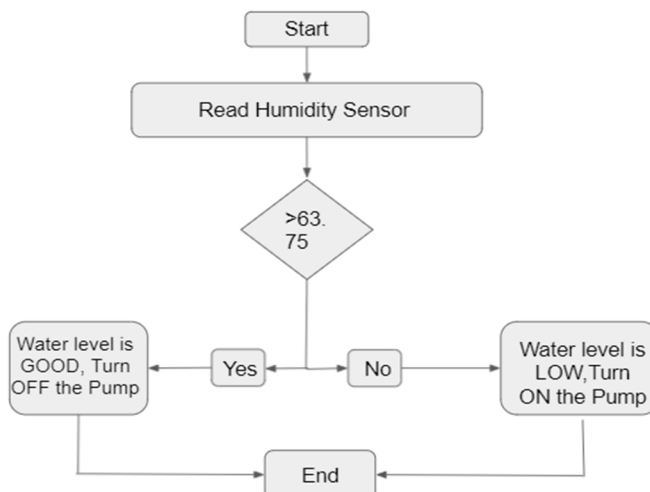 Start
Read Humidity Sensor
>63.
75
Water level is
GOOD, Turn
OFF the Pump
Yes
No
Water level is
LOW,Turn
ON the Pump
End